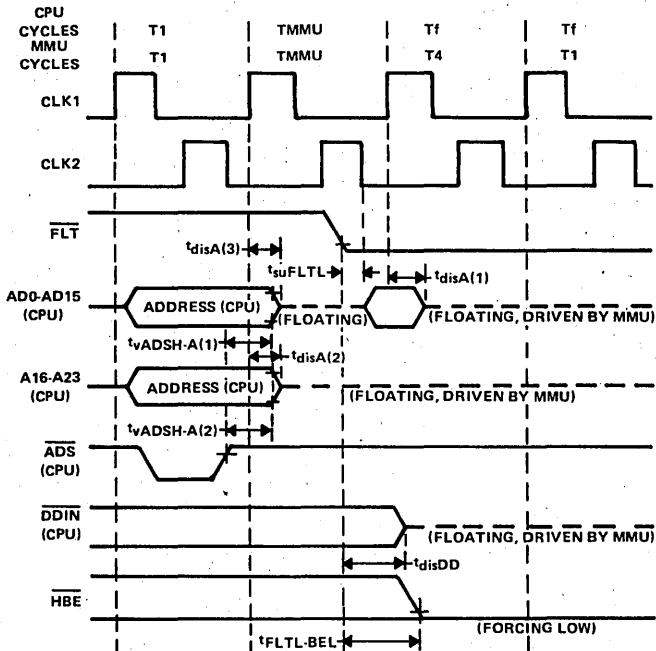 CPU
CYCLES T1 TMMU Tf Tf
MMU
CYCLES T1 TMMU T4 T1
CLK1
CLK2
FLT
tdisA(3)
tsuFLTL
tdisA(1)
AD0-AD15
(CPU)
ADDRESS (CPU)
(FLOATING)
(FLOATING, DRIVEN BY MMU)
tvADSH-A(1)
tdisA(2)
A16-A23
(CPU)
ADDRESS (CPU)
(FLOATING, DRIVEN BY MMU)
tvADSH-A(2)
ADS
(CPU)
DDIN
(CPU)
(FLOATING, DRIVEN BY MMU)
tdisDD
HBE
(FORCING LOW)
tFLTL-BEL